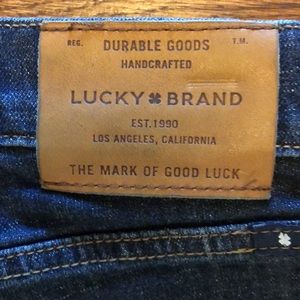 REG. DURABLE GOODS T.M.
HANDCRAFTED
LUCKY BRAND
EST. 1990
LOS ANGELES, CALIFORNIA
THE MARK OF GOOD LUCK